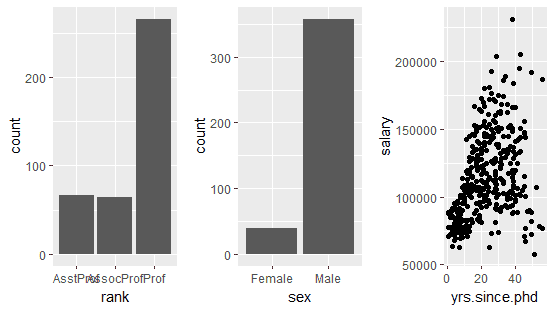 count
200
100
0
AsstProf AssocProf Prof
rank
count
300
200
100
0
Female Male
sex
salary
200000
150000
100000
50000
0 20 40
yrs.since.phd